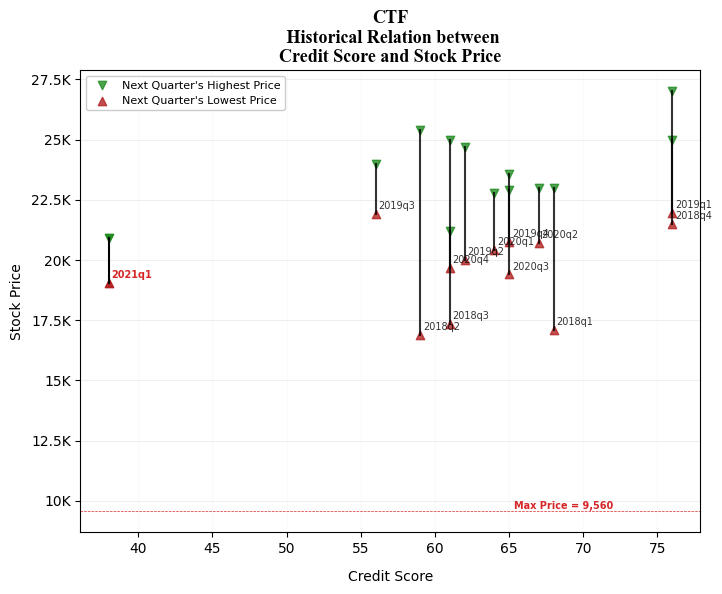 CTF
Historical Relation between
Credit Score and Stock Price
Next Quarter's Highest Price
Next Quarter's Lowest Price
27.5K
25K
22.5K
20K
17.5K
15K
12.5K
10K
Stock Price
2019q3
2019q1
2018q4
2019q4
2020q2
2020q1
2019q2
2020q4
2020q3
2021q1
2018q3
2018q2
2018q1
Max Price = 9,560
40 45 50 55 60 65 70 75
Credit Score